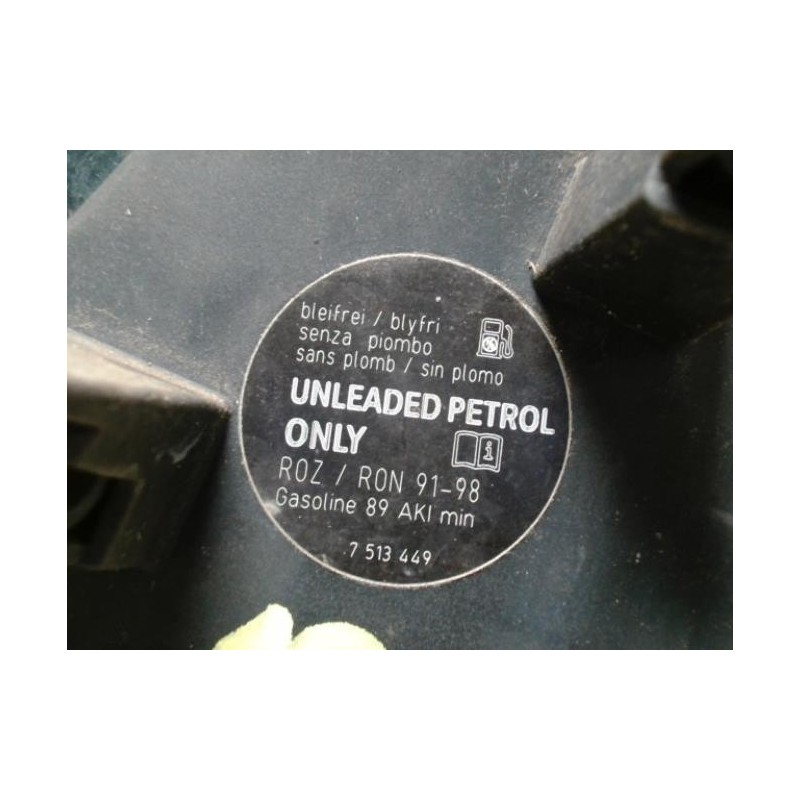 bleifrei / blyfri
senza piombo
sans plomb / sin plomo
UNLEADED PETROL
ONLY
ROZ / RON 91-98
Gasoline 89 AKI min
7 513 449